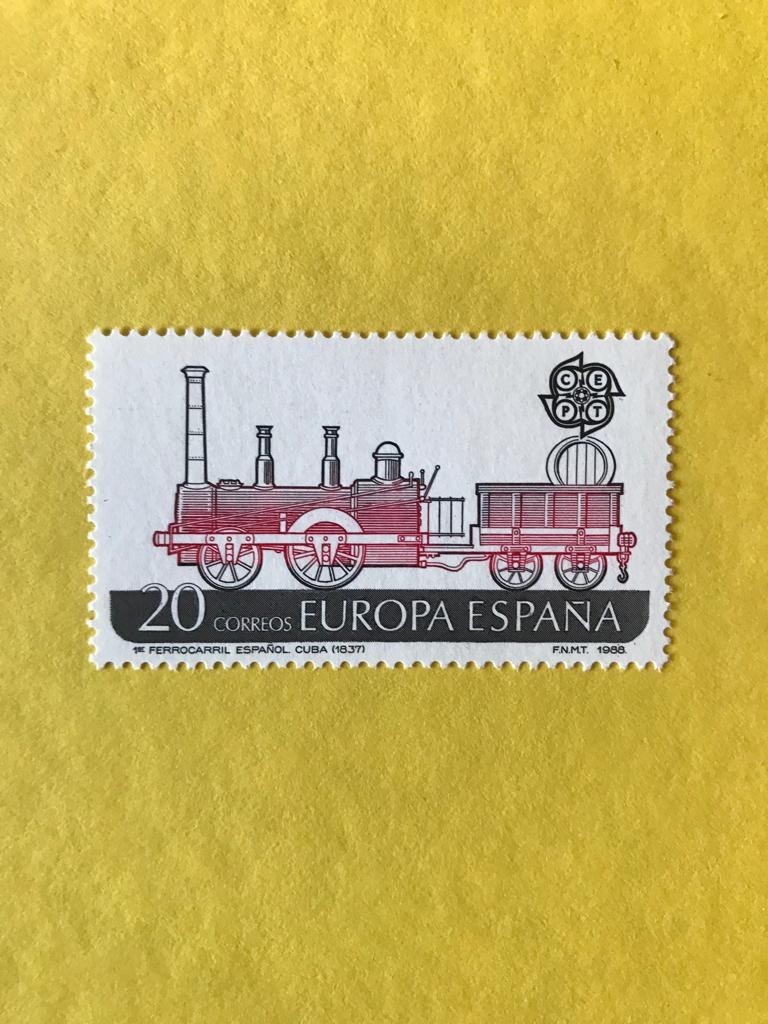 C E
P T
20 CORREOS EUROPA ESPAÑA
1ER FERROCARRIL ESPAÑOL. CUBA (1837) F.N.M.T. 1988.